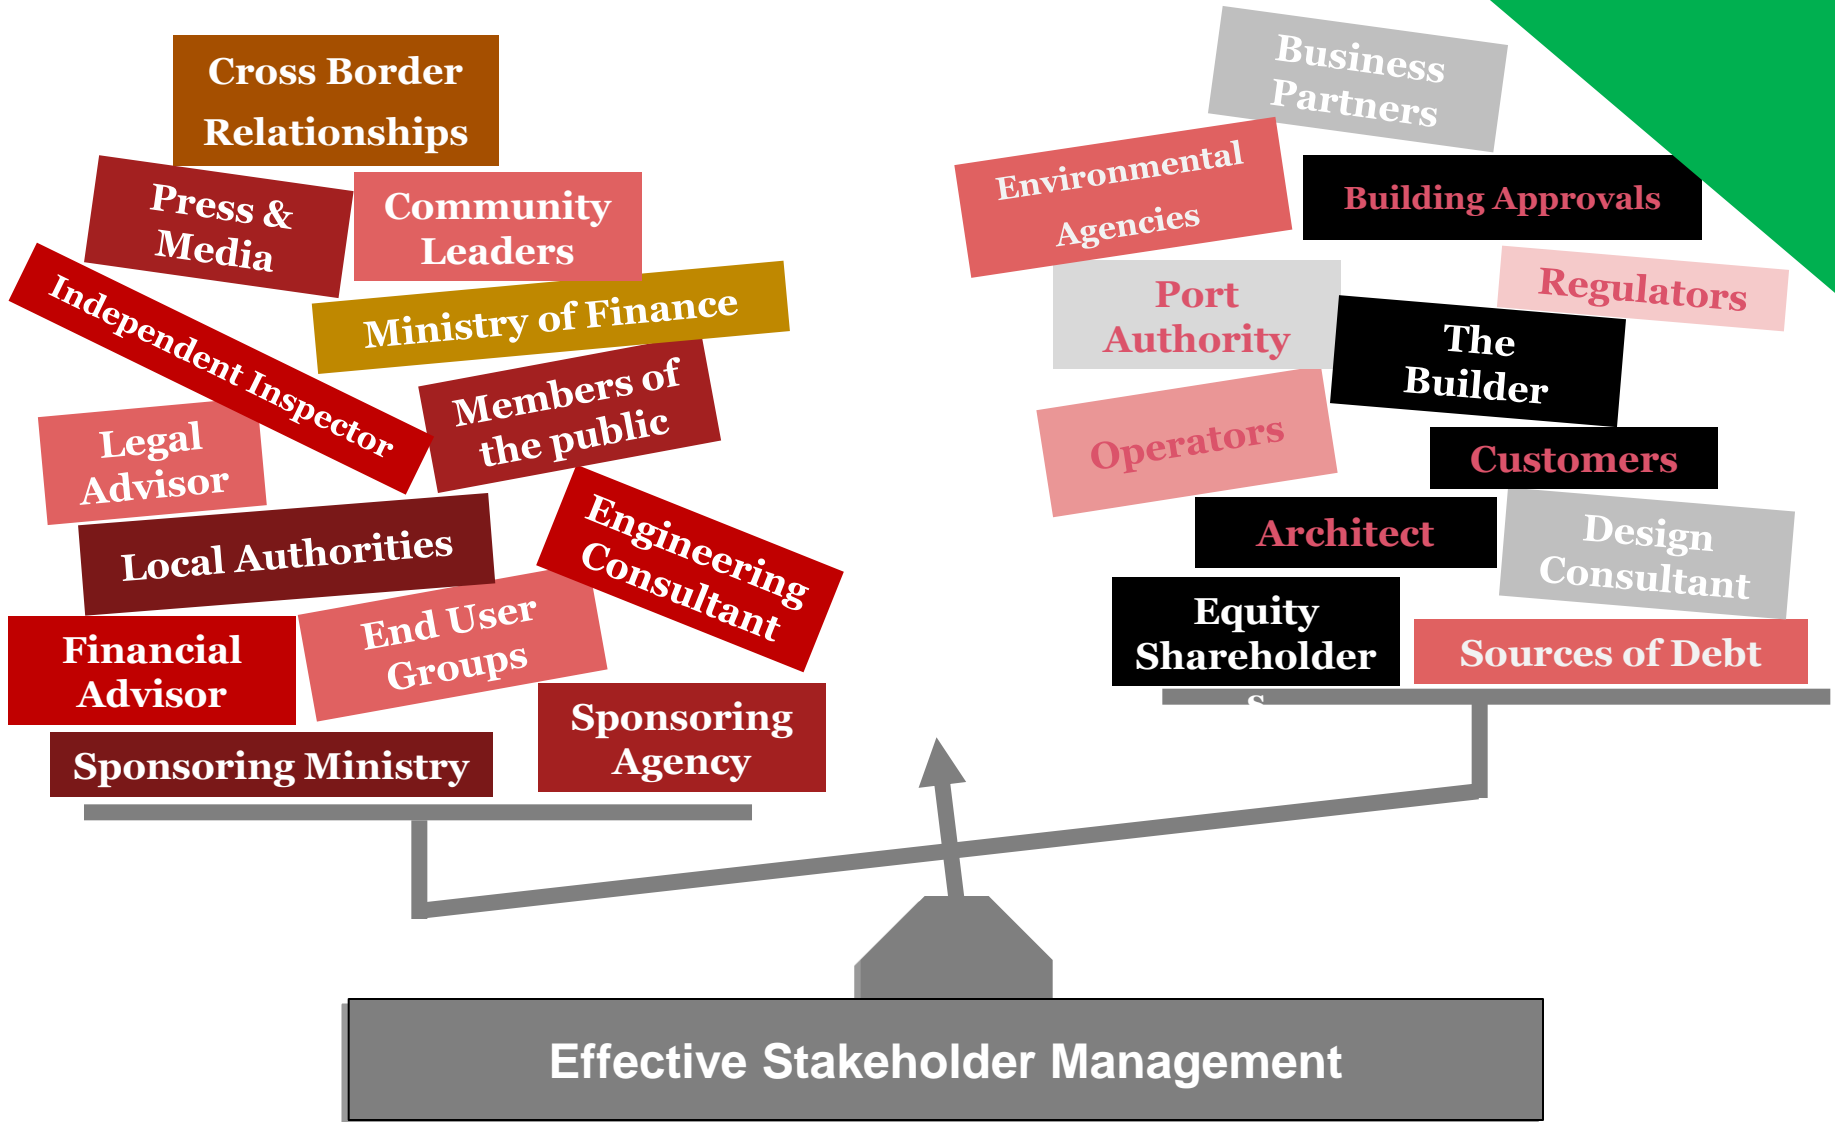 Cross Border
Relationships
Press &
Media
Community
Leaders
Independent Inspector
Ministry of Finance
Members of
the public
Legal
Advisor
Local Authorities
Engineering
Consultant
End User
Groups
Financial
Advisor
Sponsoring
Agency
Sponsoring Ministry
Business
Partners
Environmental
Agencies
Building Approvals
Regulators
Port
Authority
The
Builder
Operators
Customers
Architect
Design
Consultant
Equity
Shareholder
s
Sources of Debt
Effective Stakeholder Management